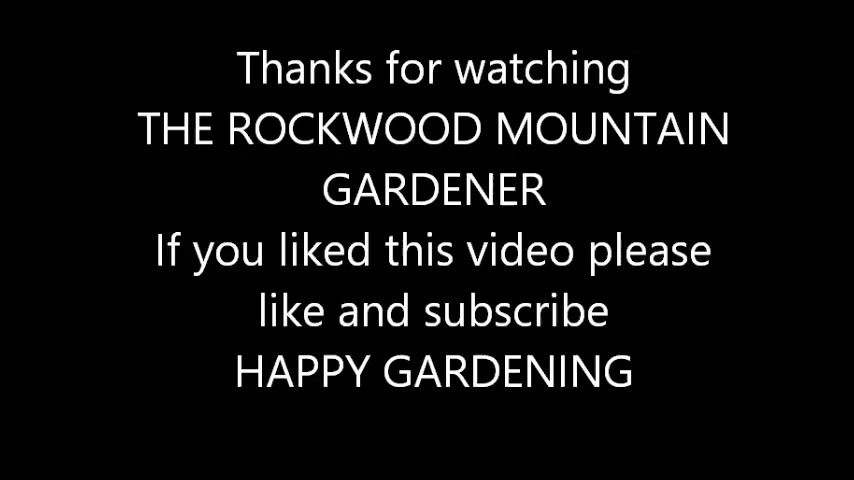 Thanks for watching
THE ROCKWOOD MOUNTAIN
GARDENER
If you liked this video please
like and subscribe
HAPPY GARDENING